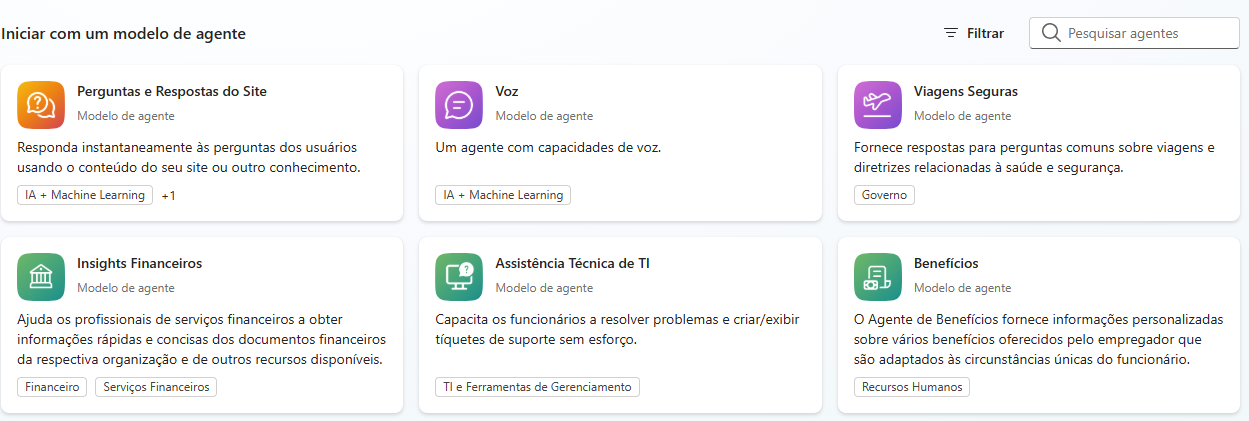 Iniciar com um modelo de agente
Filtrar
Pesquisar agentes
Perguntas e Respostas do Site
Modelo de agente
Responda instantaneamente às perguntas dos usuários
usando o conteúdo do seu site ou outro conhecimento.
IA + Machine Learning +1
Voz
Modelo de agente
Um agente com capacidades de voz.
IA + Machine Learning
Viagens Seguras
Modelo de agente
Fornece respostas para perguntas comuns sobre viagens e
diretrizes relacionadas à saúde e segurança.
Governo
Insights Financeiros
Modelo de agente
Ajuda os profissionais de serviços financeiros a obter
informações rápidas e concisas dos documentos financeiros
da respectiva organização e de outros recursos disponíveis.
Financeiro Serviços Financeiros
Assistência Técnica de TI
Modelo de agente
Capacita os funcionários a resolver problemas e criar/exibir
tíquetes de suporte sem esforço.
TI e Ferramentas de Gerenciamento
Benefícios
Modelo de agente
O Agente de Benefícios fornece informações personalizadas
sobre vários benefícios oferecidos pelo empregador que
são adaptados às circunstâncias únicas do funcionário.
Recursos Humanos